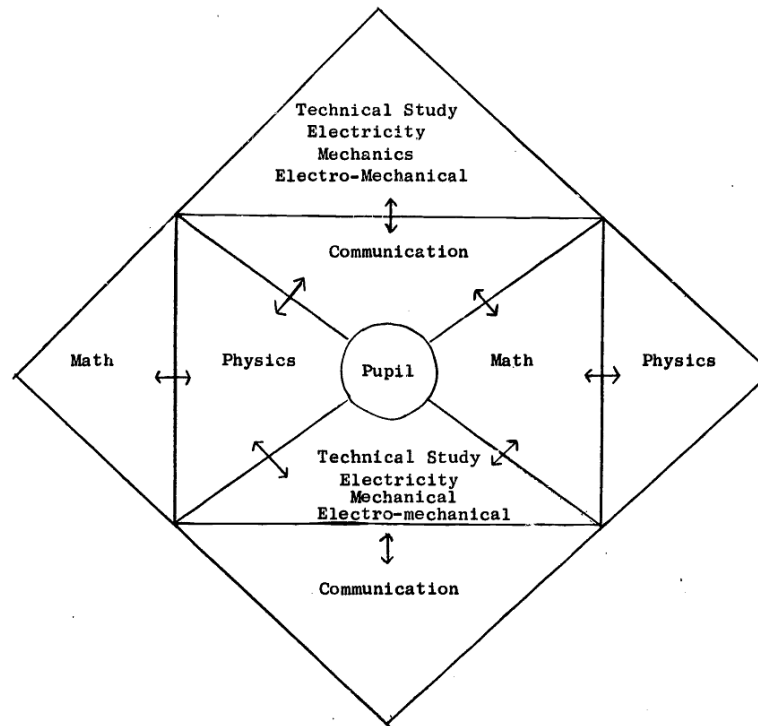 Technical Study
Electricity
Mechanics
Electro-Mechanical
Communication
Math
Physics
Pupil
Math
Physics
Technical Study
Electricity
Mechanical
Electro-mechanical
Communication